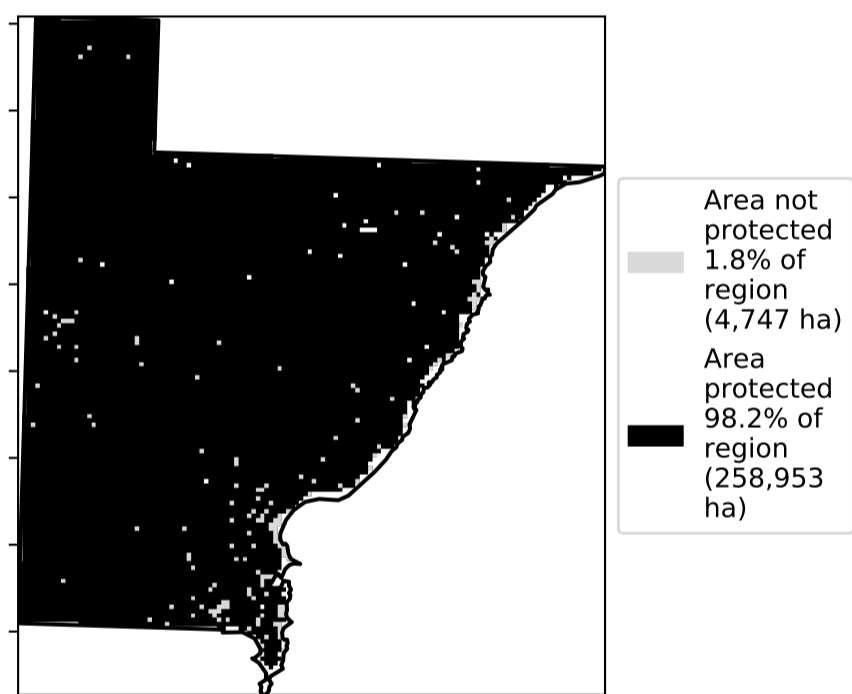 Area not
protected
1.8% of
region
(4,747 ha)
Area
protected
98.2% of
region
(258,953
ha)